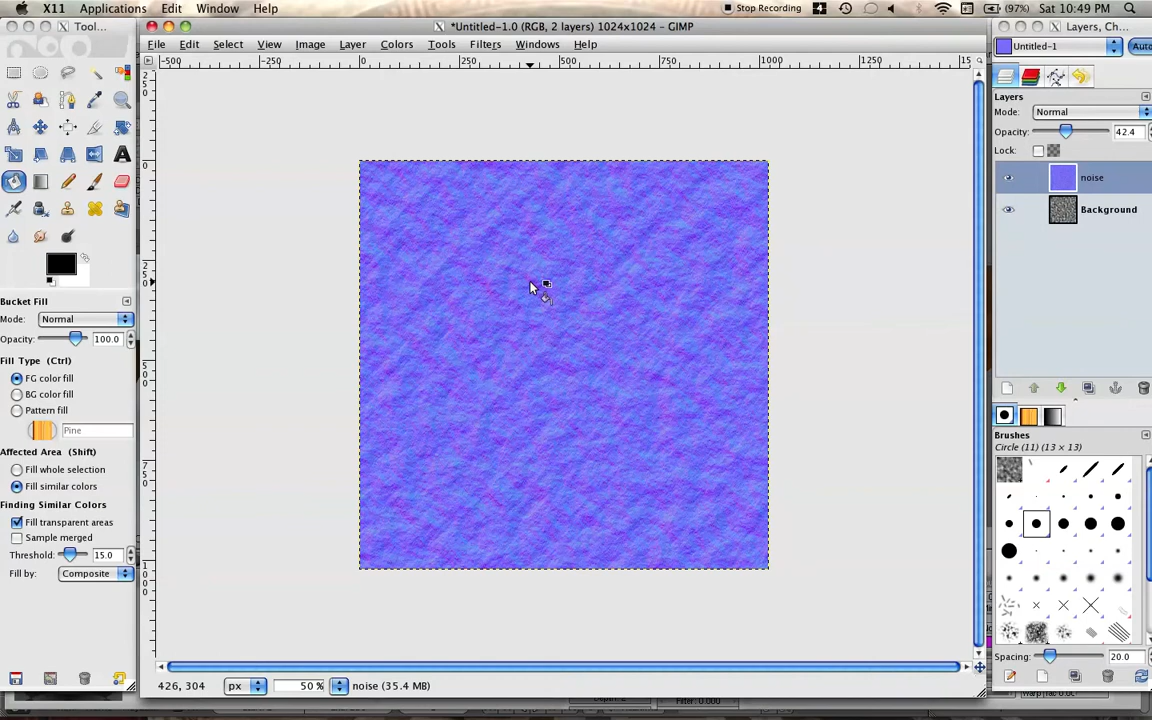 X11 Applications Edit Window Help Stop Recording 4 (97%) Sat 10:49 PM
Tool...
*Untitled-1.0 (RGB, 2 layers) 1024x1024 – GIMP
Layers, Ch...
File Edit Select View Image Layer Colors Tools Filters Windows Help
Untitled-1 Auto
-500 -250 0 250 500 750 1000 1250 15
Layers
Mode: Normal
Opacity: 42.4
Lock:
noise
Background
Bucket Fill
Mode: Normal
Opacity: 100.0
Fill Type (Ctrl)
FG color fill
BG color fill
Pattern fill
Pine
Affected Area (Shift)
Fill whole selection
Fill similar colors
Finding Similar Colors
Fill transparent areas
Sample merged
Threshold: 15.0
Fill by: Composite
Brushes
Circle (11) (13 × 13)
Spacing: 20.0
426, 304 px 50 % noise (35.4 MB)